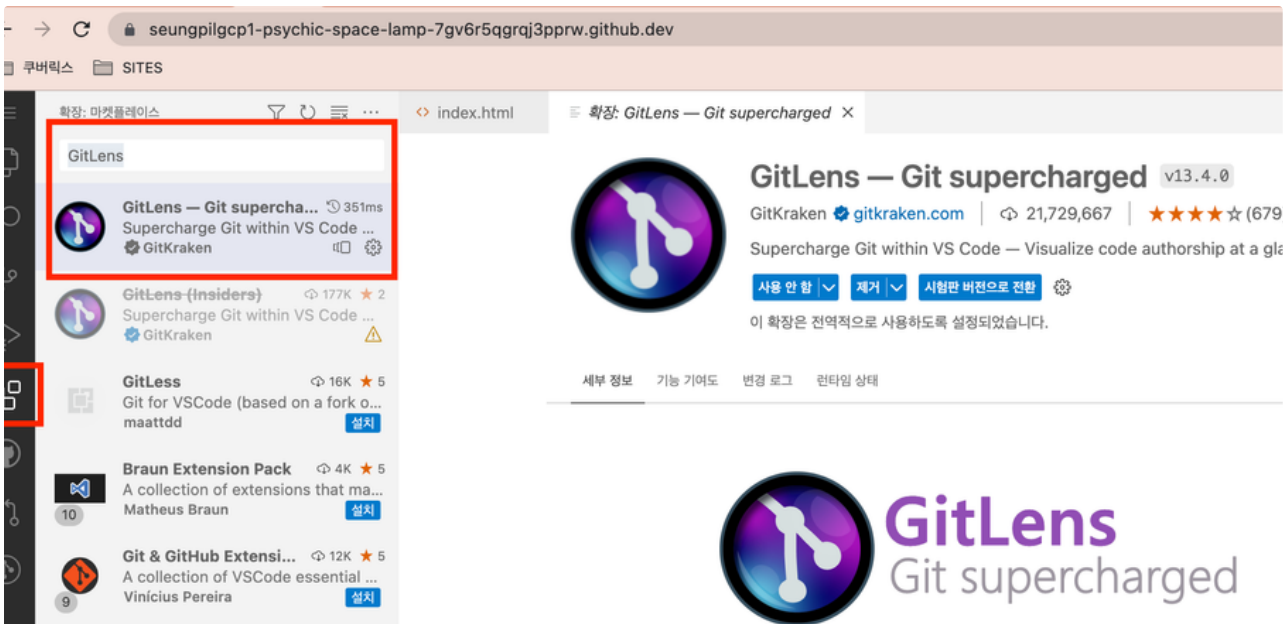 seungpilgcp1-psychic-space-lamp-7gv6r5qgrqj3pprw.github.dev
쿠버릭스 SITES
확장: 마켓플레이스
GitLens
GitLens — Git supercha... 351ms
Supercharge Git within VS Code ...
GitKraken
GitLens (Insiders) 177K ★ 2
Supercharge Git within VS Code ...
GitKraken
GitLess 16K ★ 5
Git for VSCode (based on a fork o...
maattdd 설치
Braun Extension Pack 4K ★ 5
A collection of extensions that ma...
10 Matheus Braun 설치
Git & GitHub Extensi... 12K ★ 5
A collection of VSCode essential ...
9 Vinícius Pereira 설치
index.html 확장: GitLens — Git supercharged
GitLens — Git supercharged v13.4.0
GitKraken gitkraken.com 21,729,667 ★★★★☆ (679
Supercharge Git within VS Code — Visualize code authorship at a gla
사용 안 함 제거 시험판 버전으로 전환
이 확장은 전역적으로 사용하도록 설정되었습니다.
세부 정보 기능 기여도 변경 로그 런타임 상태
GitLens
Git supercharged